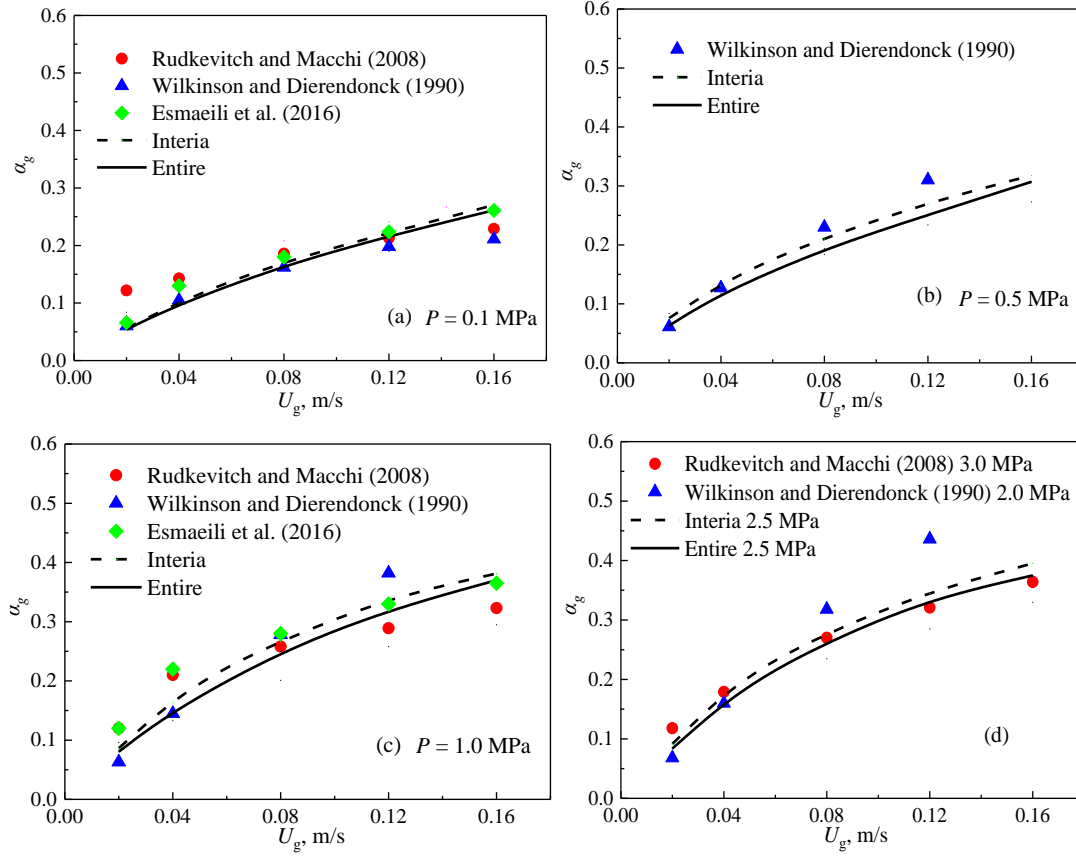 0.6
0.5
0.4
0.3
0.2
0.1
0.0
αg
Rudkevitch and Macchi (2008)
Wilkinson and Dierendonck (1990)
Esmaeili et al. (2016)
Interia
Entire
(a) P = 0.1 MPa
0.00 0.04 0.08 0.12 0.16
Ug, m/s
0.6
0.5
0.4
0.3
0.2
0.1
0.0
αg
Wilkinson and Dierendonck (1990)
Interia
Entire
(b) P = 0.5 MPa
0.00 0.04 0.08 0.12 0.16
Ug, m/s
0.6
0.5
0.4
0.3
0.2
0.1
0.0
αg
Rudkevitch and Macchi (2008)
Wilkinson and Dierendonck (1990)
Esmaeili et al. (2016)
Interia
Entire
(c) P = 1.0 MPa
0.00 0.04 0.08 0.12 0.16
Ug, m/s
0.6
0.5
0.4
0.3
0.2
0.1
0.0
αg
Rudkevitch and Macchi (2008) 3.0 MPa
Wilkinson and Dierendonck (1990) 2.0 MPa
Interia 2.5 MPa
Entire 2.5 MPa
(d)
0.00 0.04 0.08 0.12 0.16
Ug, m/s